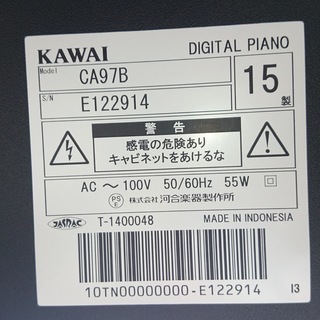 KAWAI DIGITAL PIANO
Model CA97B
S/N E122914
15 製
警 告
感電の危険あり
キャビネットをあけるな
AC ～ 100V 50/60Hz 55W
PS E 株式会社 河合楽器製作所
JASRAC T-1400048 MADE IN INDONESIA
10TN00000000-E122914 I3